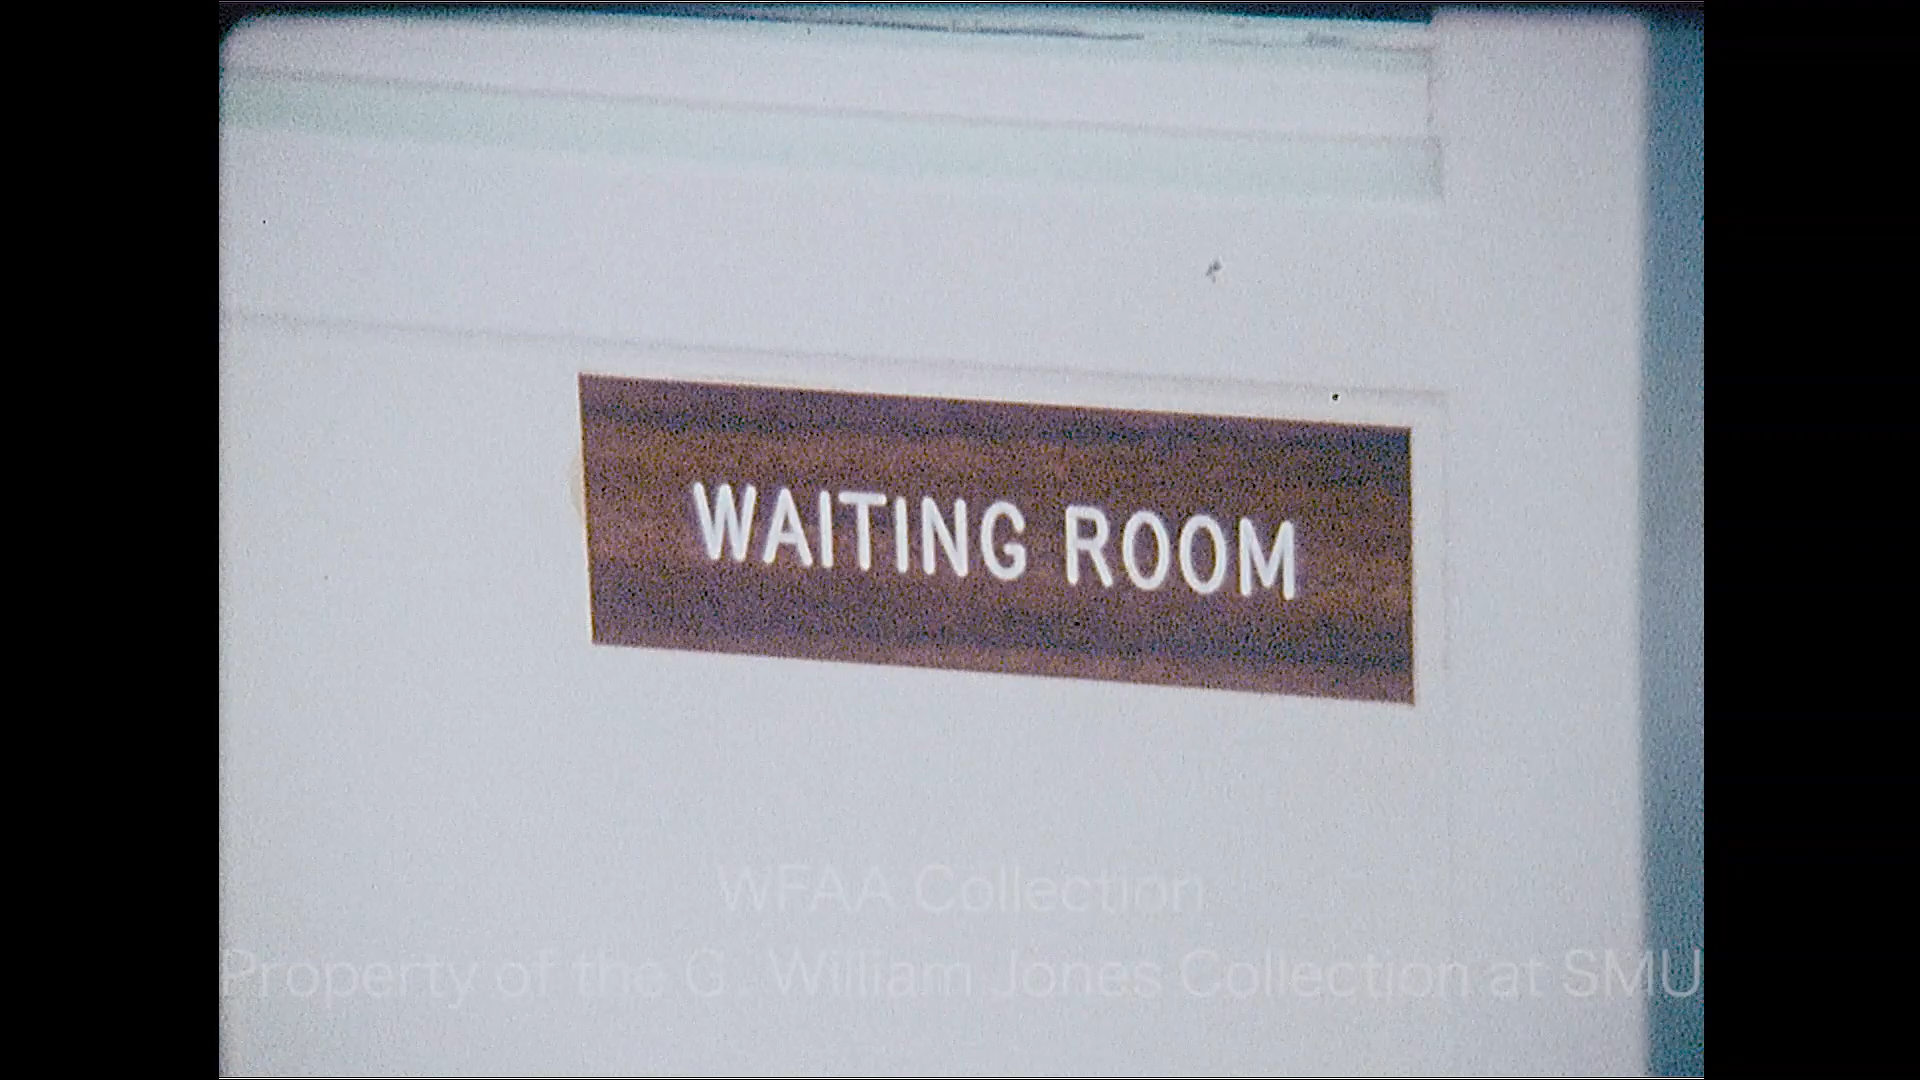 WAITING ROOM
WFAA Collection
Property of the G. William Jones Collection at SMU